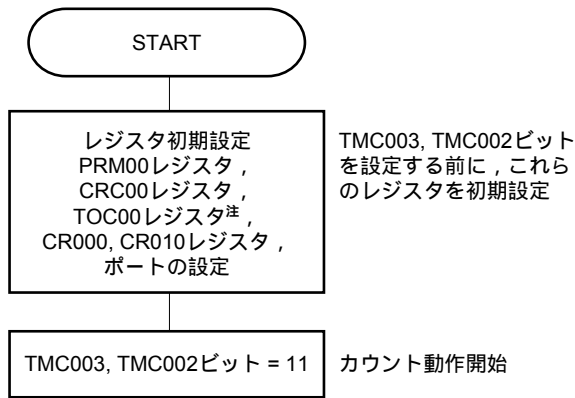 START
レジスタ初期設定
PRM00レジスタ，
CRC00レジスタ，
TOC00レジスタ注，
CR000, CR010レジスタ，
ポートの設定
TMC003, TMC002ビット
を設定する前に，これら
のレジスタを初期設定
TMC003, TMC002ビット = 11
カウント動作開始